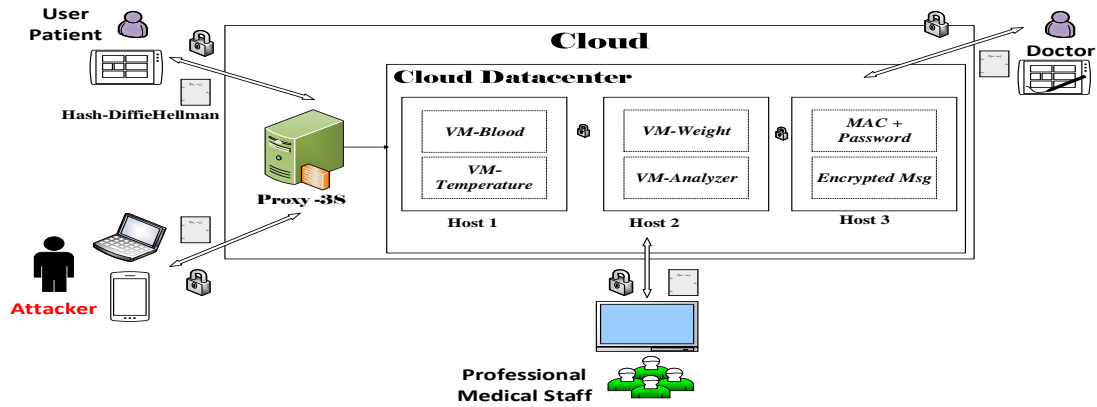 User
Patient
Hash-DiffieHellman
Cloud
Cloud Datacenter
VM-Blood
VM-
Temperature
Host 1
VM-Weight
VM-Analyzer
Host 2
MAC +
Password
Encrypted Msg
Host 3
Doctor
Proxy -3S
Attacker
Professional
Medical Staff